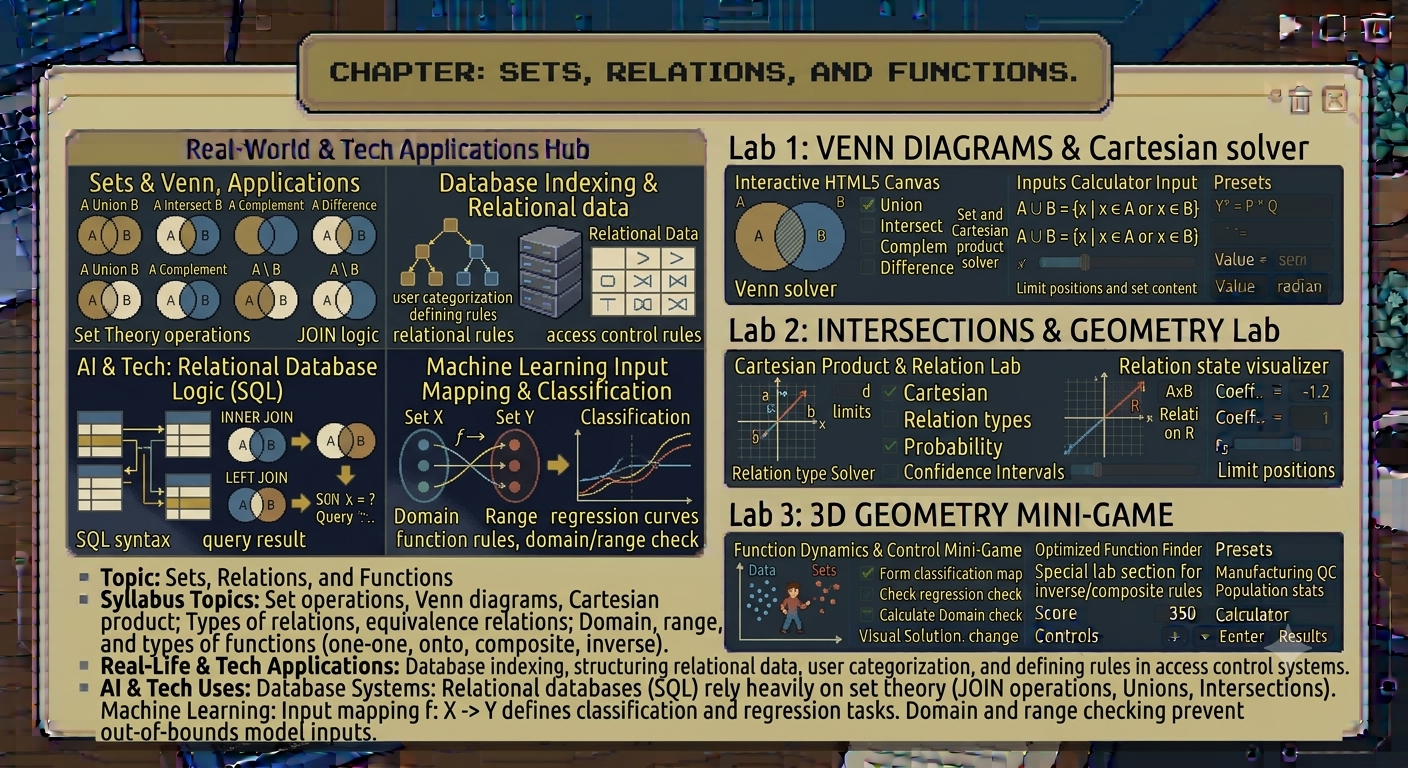 CHAPTER: SETS, RELATIONS, AND FUNCTIONS.
Real-World & Tech Applications Hub
Sets & Venn, Applications
A Union B
A Intersect B
A Complement
A Difference
A B
A B
A B
A B
A Union B
A Complement
A \ B
A \ B
A B
A B
A B
A B
Set Theory operations
JOIN logic
Database Indexing &
Relational data
Relational Data
user categorization
defining rules
relational rules
access control rules
AI & Tech: Relational Database
Logic (SQL)
INNER JOIN
A B
A B
LEFT JOIN
A B
SQN X = ?
Query
SQL syntax
query result
Machine Learning Input
Mapping & Classification
Set X
Set Y
Classification
f →
Domain
Range
regression curves
function rules, domain/range check
Topic: Sets, Relations, and Functions
Syllabus Topics: Set operations, Venn diagrams, Cartesian
product; Types of relations, equivalence relations; Domain, range,
and types of functions (one-one, onto, composite, inverse).
Lab 1: VENN DIAGRAMS & Cartesian solver
Interactive HTML5 Canvas
A
B
A B
Union
Intersect
Complem
Difference
Venn solver
Set and
Cartesian
product
solver
Inputs Calculator Input
A ∪ B = {x | x ∈ A or x ∈ B}
A ∪ B = {x | x ∈ A or x ∈ B}
Limit positions and set content
Presets
Value = sem
Value radian
Lab 2: INTERSECTIONS & GEOMETRY Lab
Cartesian Product & Relation Lab
a
b
x
d
limits
Cartesian
Relation types
Probability
Confidence Intervals
Relation type Solver
Relation state visualizer
R
x
AxB
Relati
on R
Coeff.. = -1.2
Coeff.. = 1
Limit positions
Lab 3: 3D GEOMETRY MINI-GAME
Function Dynamics & Control Mini-Game
Data
Sets
Form classification map
Check regression check
Calculate Domain check
Visual Solution. change
Optimized Function Finder
Special lab section for
inverse/composite rules
Score 350
Controls +
Presets
Manufacturing QC
Population stats
Calculator
Eenter Results
Real-Life & Tech Applications: Database indexing, structuring relational data, user categorization, and defining rules in access control systems.
AI & Tech Uses: Database Systems: Relational databases (SQL) rely heavily on set theory (JOIN operations, Unions, Intersections).
Machine Learning: Input mapping f: X -> Y defines classification and regression tasks. Domain and range checking prevent
out-of-bounds model inputs.